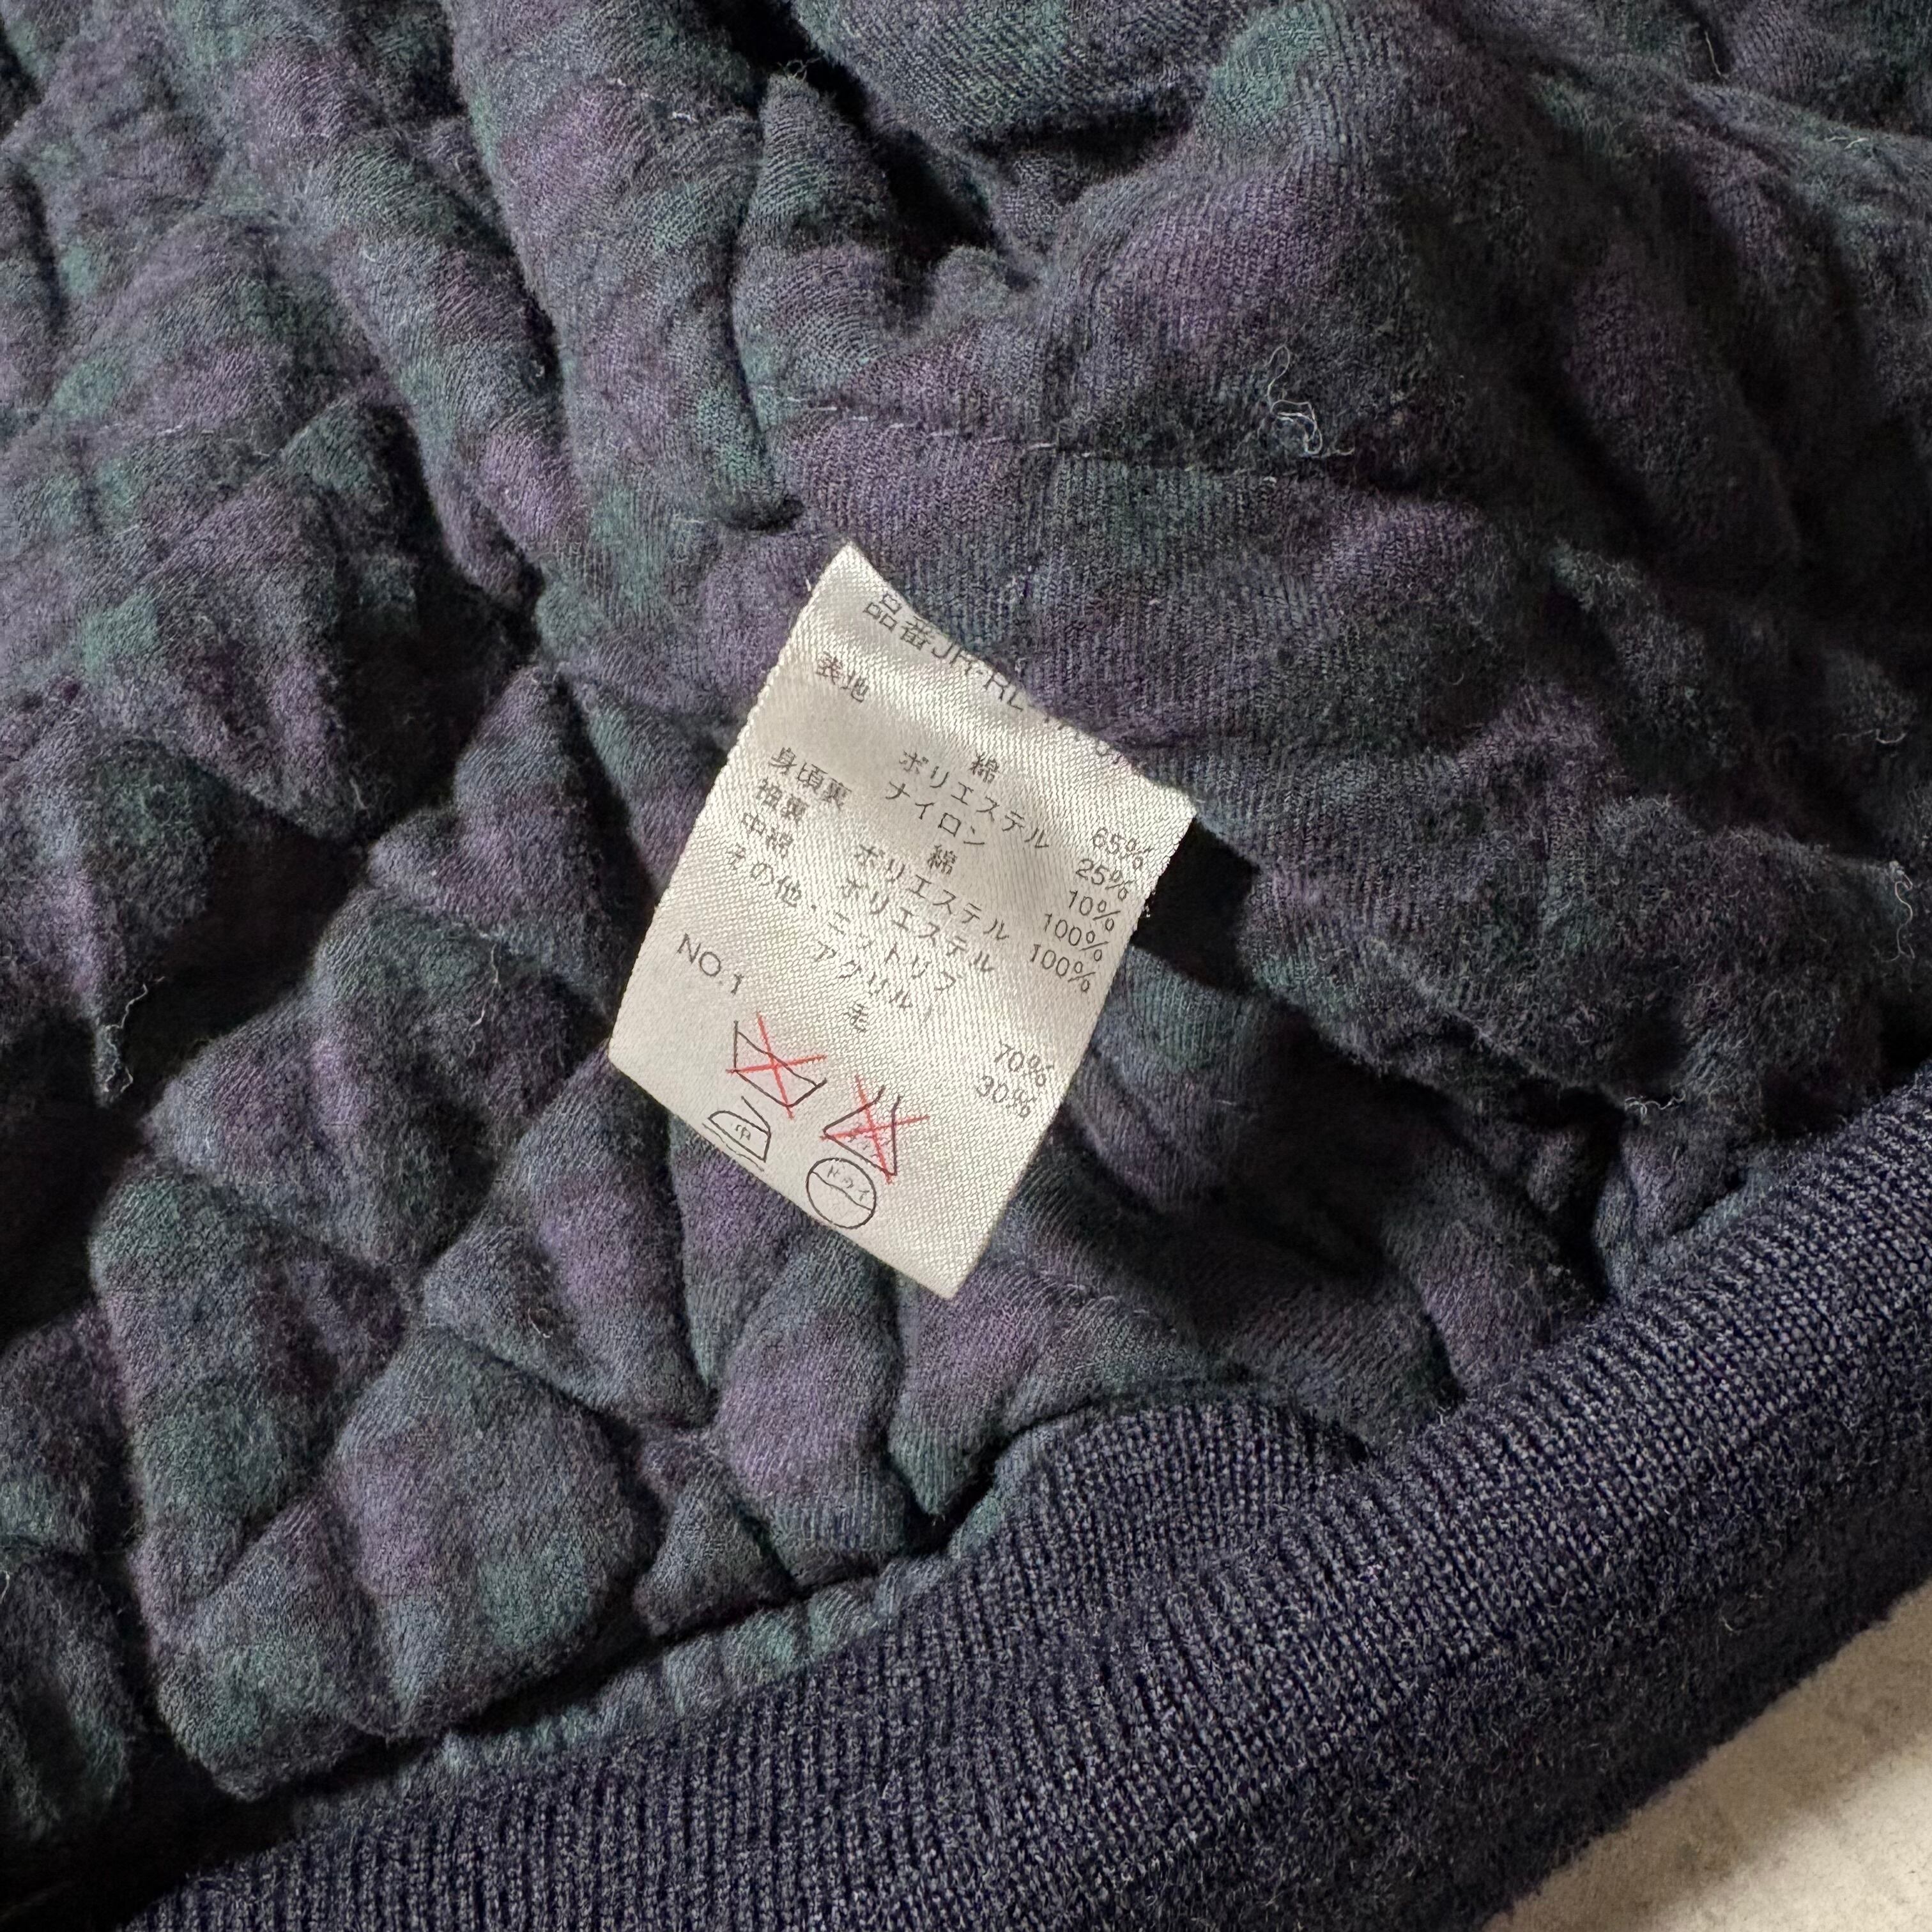 品番JH-RL
表地 綿 65%
ポリエステル 25%
ナイロン 10%
身頃裏 綿 100%
袖裏 ポリエステル 100%
中綿 ポリエステル
その他・ニットリブ
アクリル 70%
毛 30%
NO.1
中
ドライ